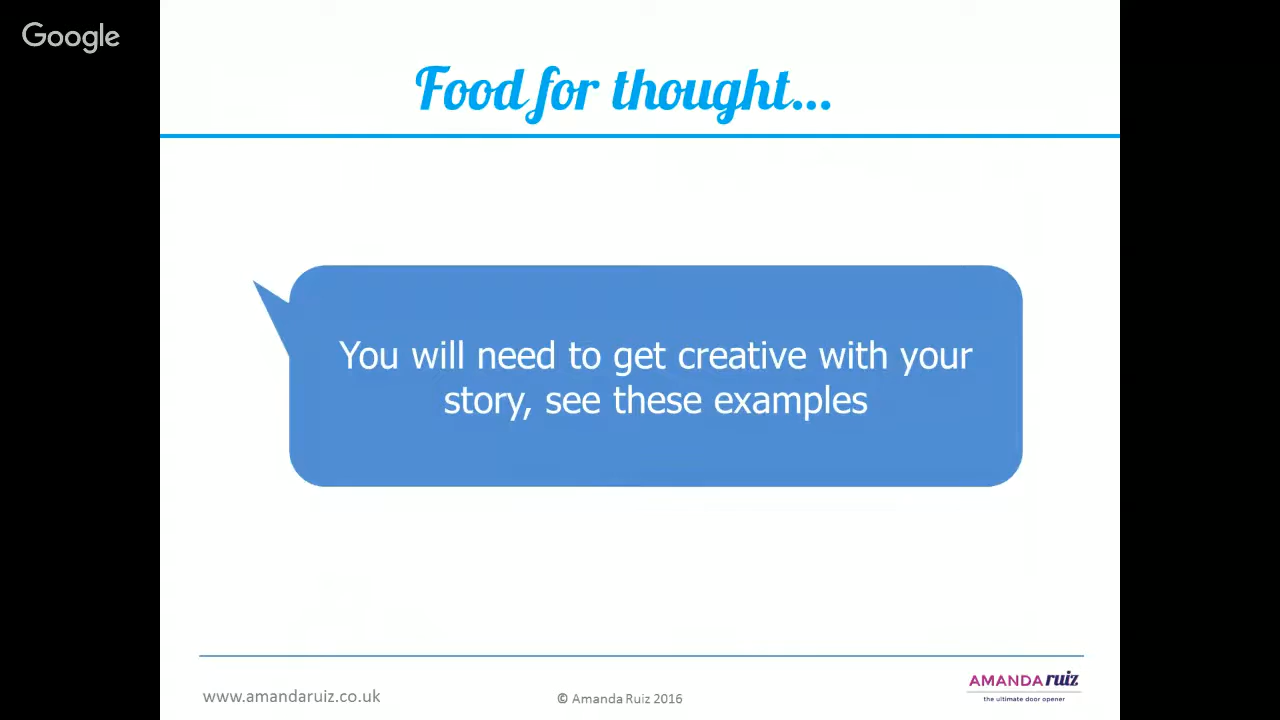 Google
Food for thought...
You will need to get creative with your
story, see these examples
www.amandaruiz.co.uk
© Amanda Ruiz 2016
AMANDA ruiz
the ultimate door opener